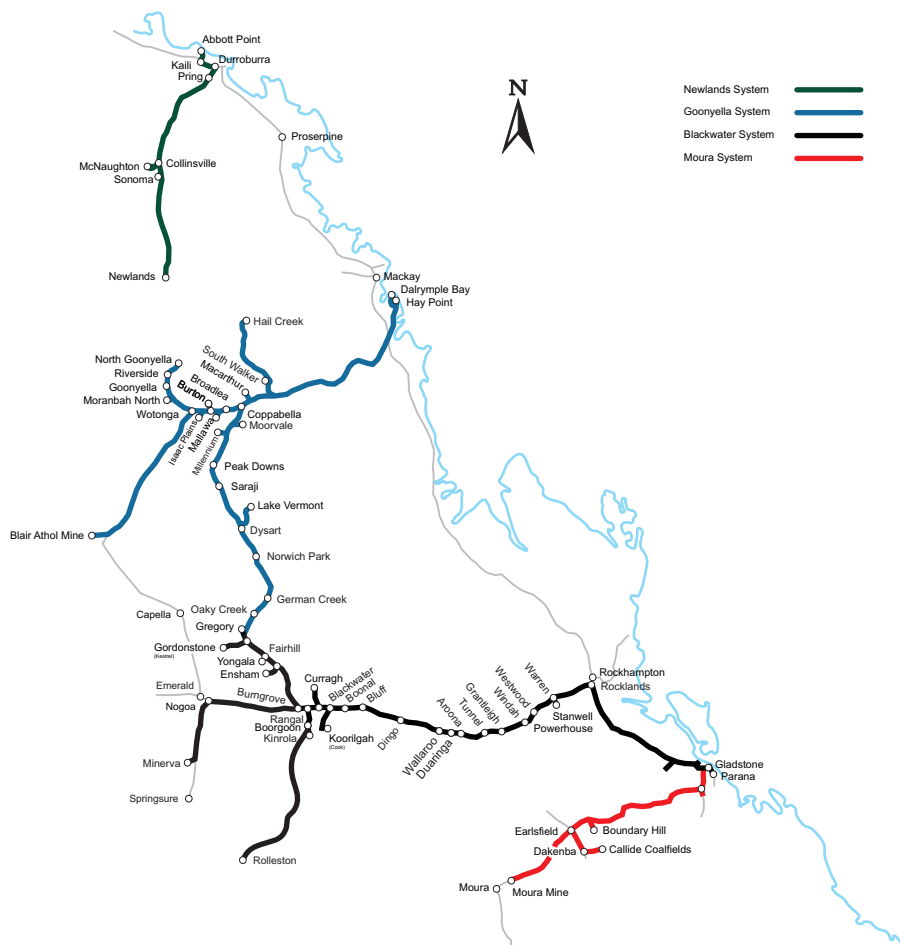 Abbott Point
Kaili
Durroburra
Pring
N
Newlands System
Goonyella System
Blackwater System
Moura System
Proserpine
McNaughton
Collinsville
Sonoma
Newlands
Mackay
Dalrymple Bay
Hay Point
Hail Creek
North Goonyella
South Walker
Riverside
Macarthur
Goonyella
Broadlea
Burton
Moranbah North
Wotonga
Coppabella
Moorvale
Isaac Plains
Mallawa
Millennium
Peak Downs
Saraji
Lake Vermont
Blair Athol Mine
Dysart
Norwich Park
German Creek
Oaky Creek
Capella
Gregory
Gordonstone
(Kestrel)
Fairhill
Yongala
Ensham
Emerald
Nogoa
Burngrove
Curragh
Blackwater
Boonal
Bluff
Rangal
Boorgoon
Kinrola
Koorilgah
(Cook)
Dingo
Wallaroo
Duaringa
Aroona
Tunnel
Grantleigh
Windah
Westwood
Warren
Stanwell
Powerhouse
Rockhampton
Rocklands
Minerva
Springsure
Rolleston
Gladstone
Parana
Earlsfield
Boundary Hill
Dakenba
Callide Coalfields
Moura
Moura Mine